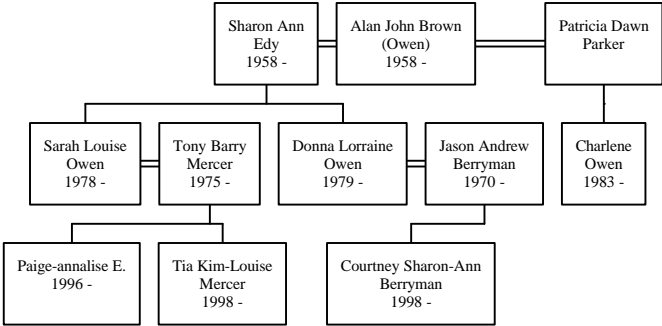 Sharon Ann
Edy
1958 -
Alan John Brown
(Owen)
1958 -
Patricia Dawn
Parker
Sarah Louise
Owen
1978 -
Tony Barry
Mercer
1975 -
Donna Lorraine
Owen
1979 -
Jason Andrew
Berryman
1970 -
Charlene
Owen
1983 -
Paige-annalise E.
1996 -
Tia Kim-Louise
Mercer
1998 -
Courtney Sharon-Ann
Berryman
1998 -